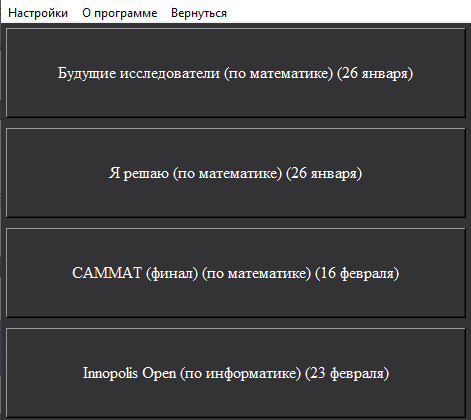 Настройки О программе Вернуться
Будущие исследователи (по математике) (26 января)
Я решаю (по математике) (26 января)
САММАТ (финал) (по математике) (16 февраля)
Innopolis Open (по информатике) (23 февраля)